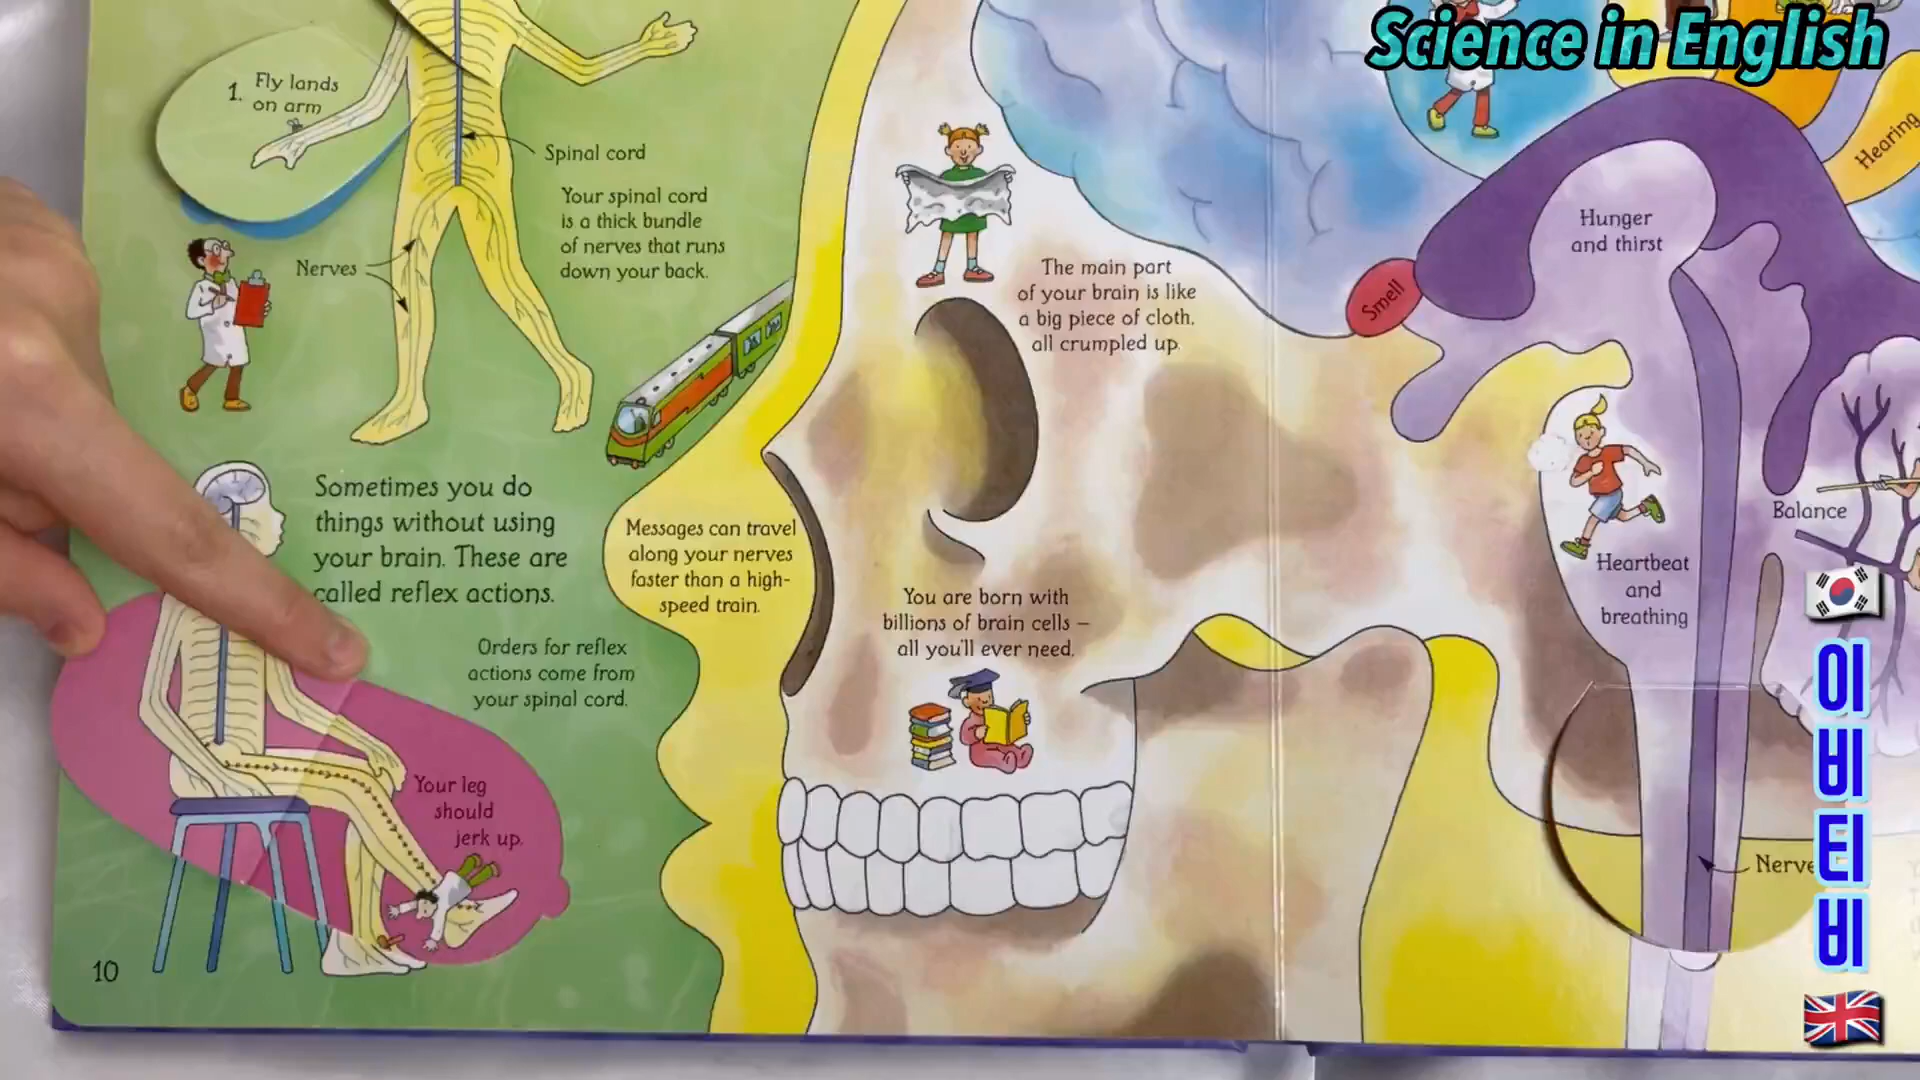 Science in English
1. Fly lands
on arm
Spinal cord
Your spinal cord
is a thick bundle
of nerves that runs
down your back.
Nerves
Sometimes you do
things without using
your brain. These are
called reflex actions.
Orders for reflex
actions come from
your spinal cord.
Your leg
should
jerk up.
10
Messages can travel
along your nerves
faster than a high-
speed train.
The main part
of your brain is like
a big piece of cloth,
all crumpled up.
You are born with
billions of brain cells –
all you'll ever need.
Hearing
Hunger
and thirst
Smell
Balance
Heartbeat
and
breathing
Nerve
이비티비